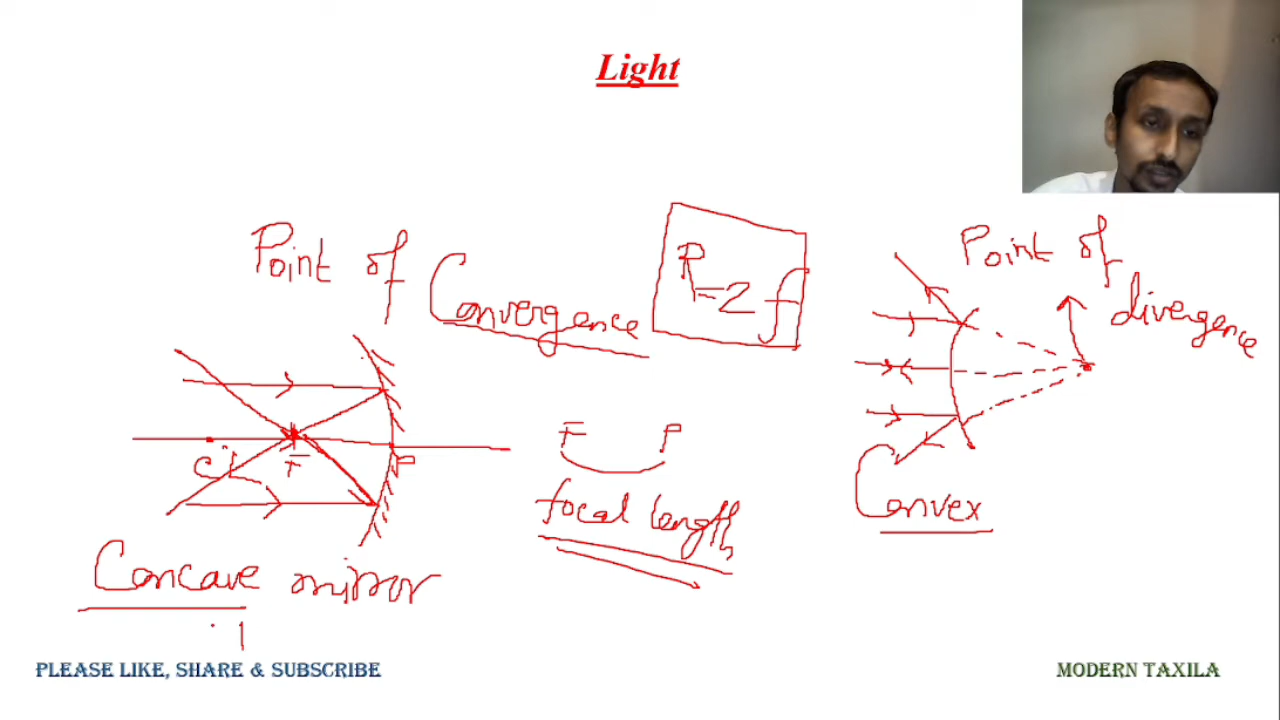 Light
Point of
Convergence
R=2f
Point of
divergence
C
F
P
F P
focal length
Concave mirror
Convex
PLEASE LIKE, SHARE & SUBSCRIBE
MODERN TAXILA